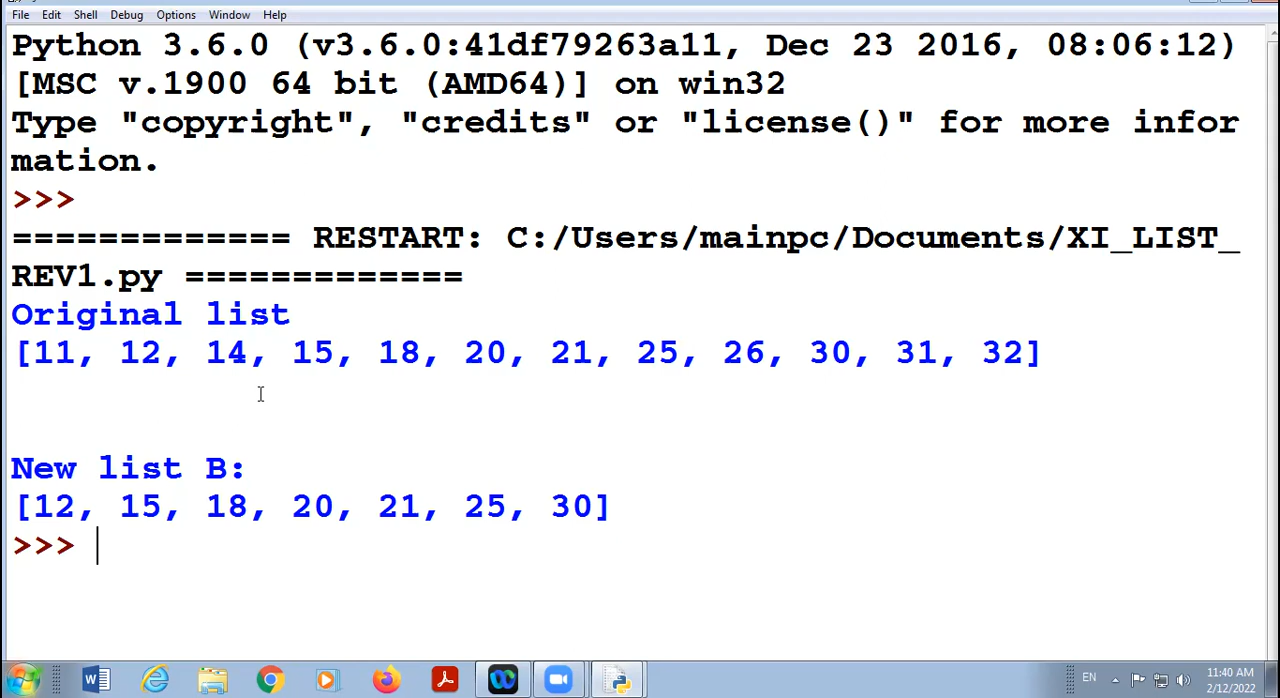 File Edit Shell Debug Options Window Help
Python 3.6.0 (v3.6.0:41df79263a11, Dec 23 2016, 08:06:12)
[MSC v.1900 64 bit (AMD64)] on win32
Type "copyright", "credits" or "license()" for more infor
mation.
>>>
============= RESTART: C:/Users/mainpc/Documents/XI_LIST_
REV1.py =============
Original list
[11, 12, 14, 15, 18, 20, 21, 25, 26, 30, 31, 32]
New list B:
[12, 15, 18, 20, 21, 25, 30]
>>>
EN
11:40 AM
2/12/2022